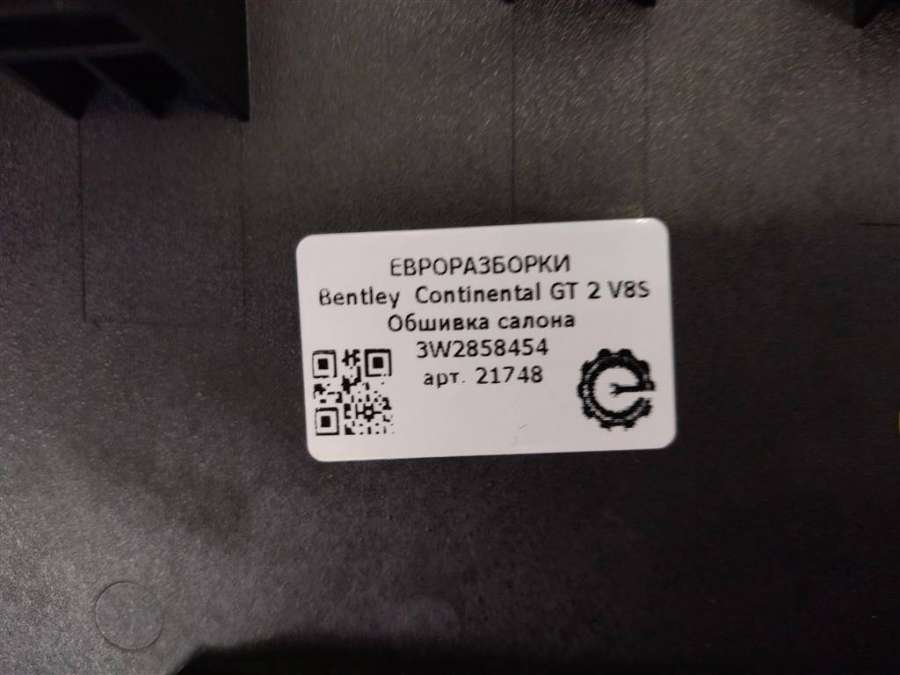 ЕВРОРАЗБОРКИ
Bentley Continental GT 2 V8S
Обшивка салона
3W2858454
арт. 21748